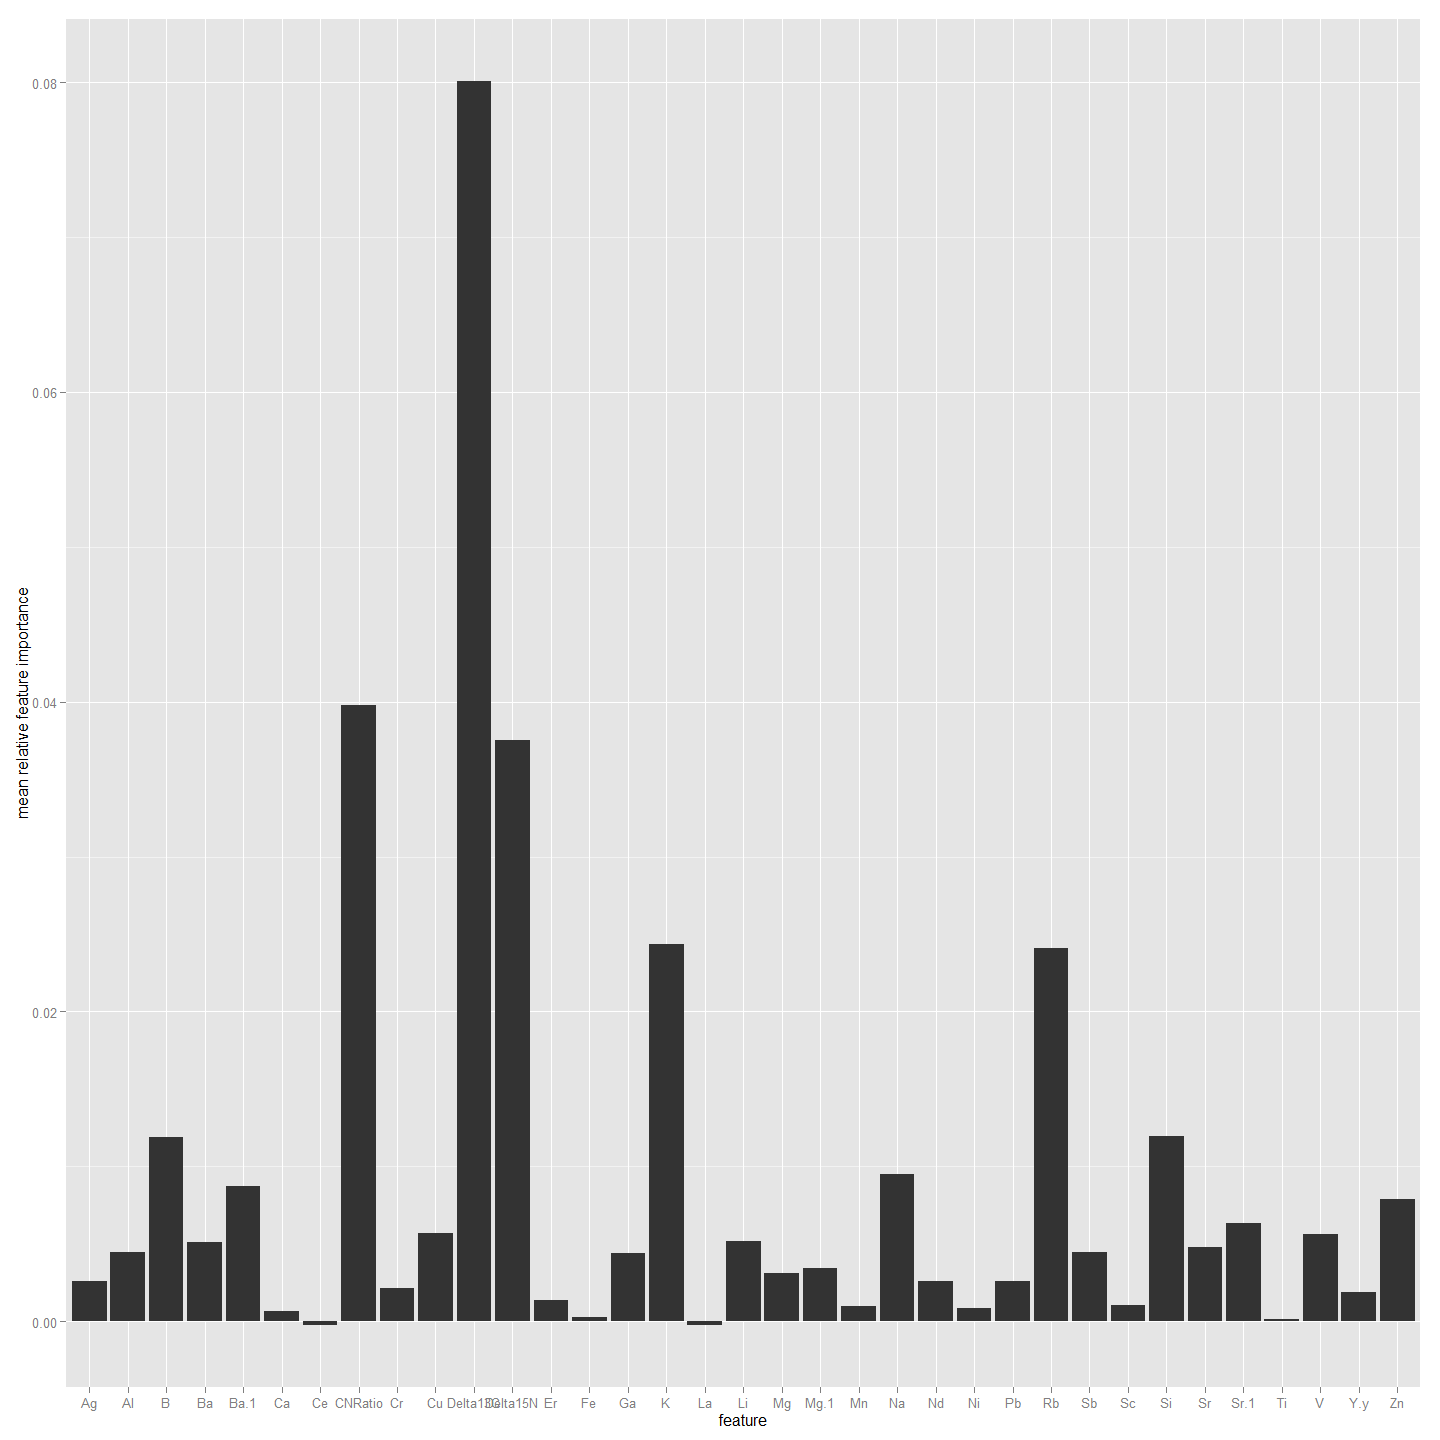 0.08
0.06
0.04
0.02
0.00
mean relative feature importance
Ag Al B Ba Ba.1 Ca Ce CNRatio Cr Cu Delta13C Delta15N Er Fe Ga K La Li Mg Mg.1 Mn Na Nd Ni Pb Rb Sb Sc Si Sr Sr.1 Ti V Y.y Zn
feature